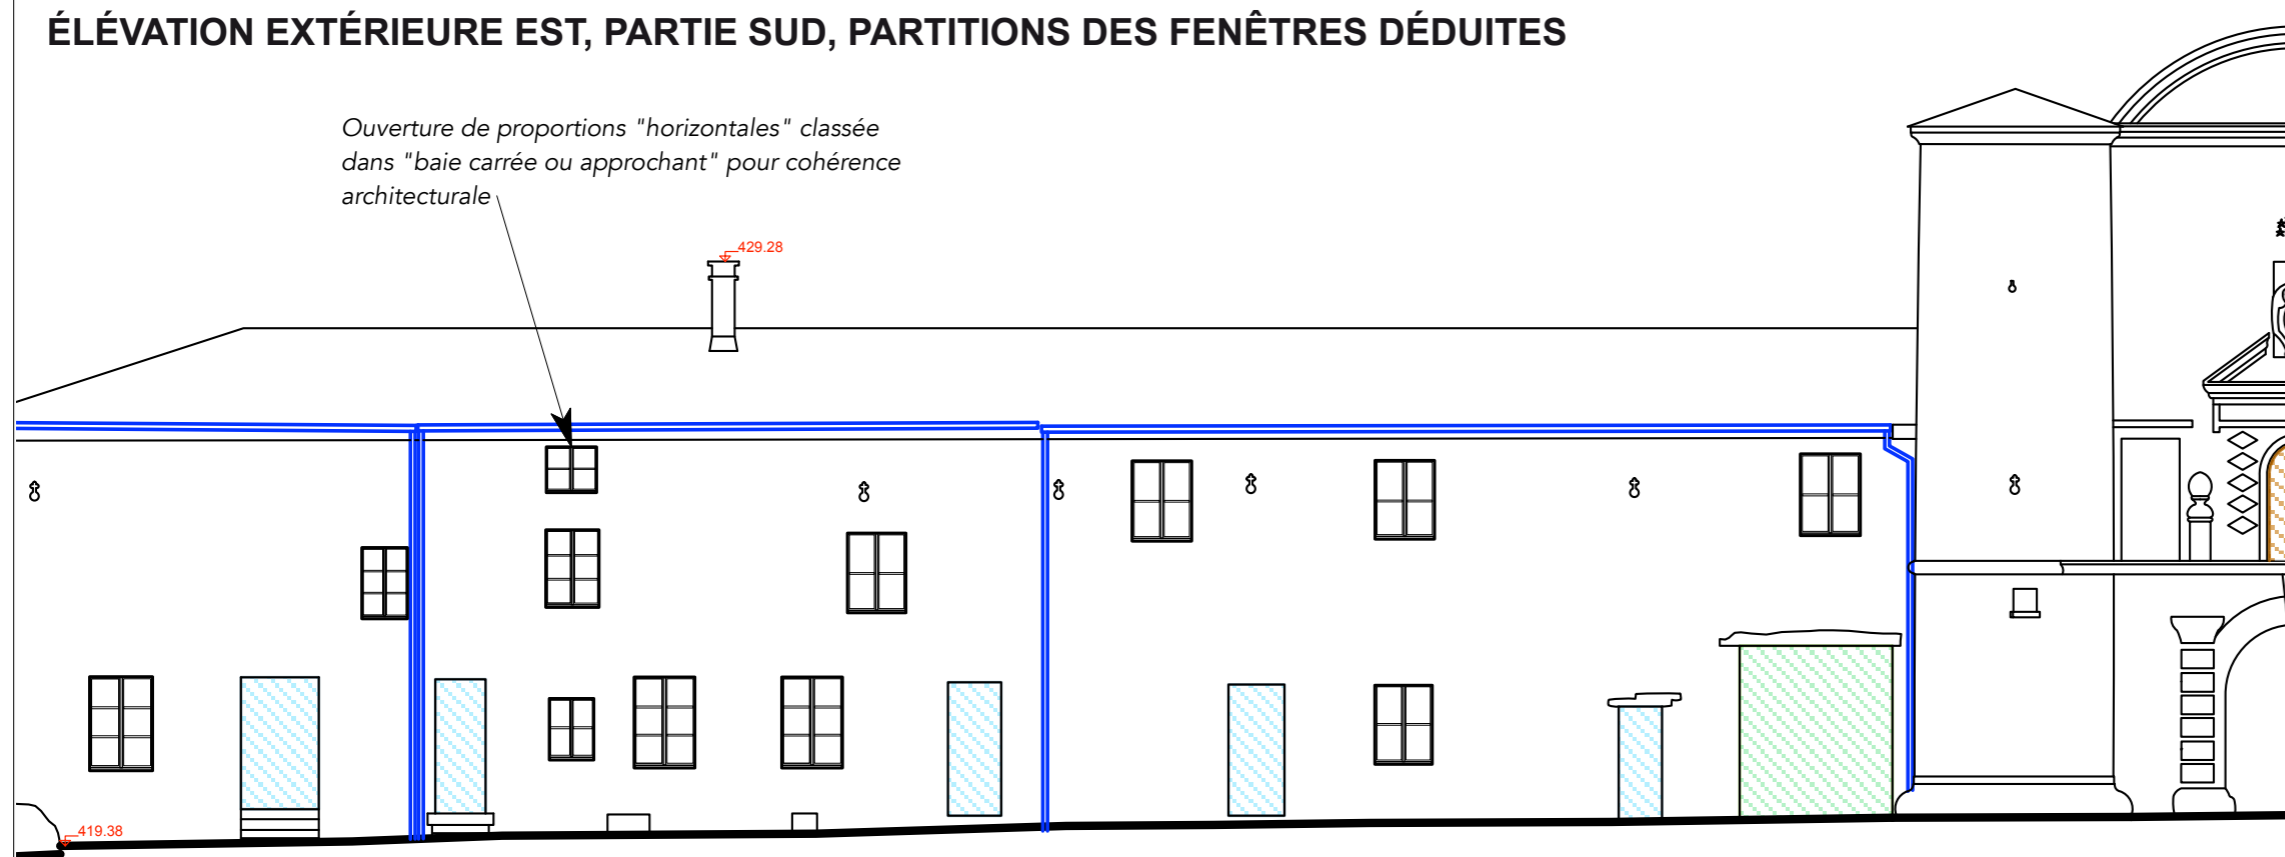 ÉLÉVATION EXTÉRIEURE EST, PARTIE SUD, PARTITIONS DES FENÊTRES DÉDUITES
Ouverture de proportions "horizontales" classée
dans "baie carrée ou approchant" pour cohérence
architecturale
429.28
419.38